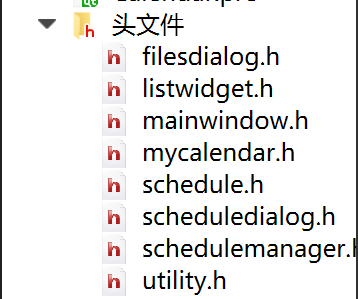 头文件
filesdialog.h
listwidget.h
mainwindow.h
mycalendar.h
schedule.h
scheduledialog.h
schedulemanager.h
utility.h